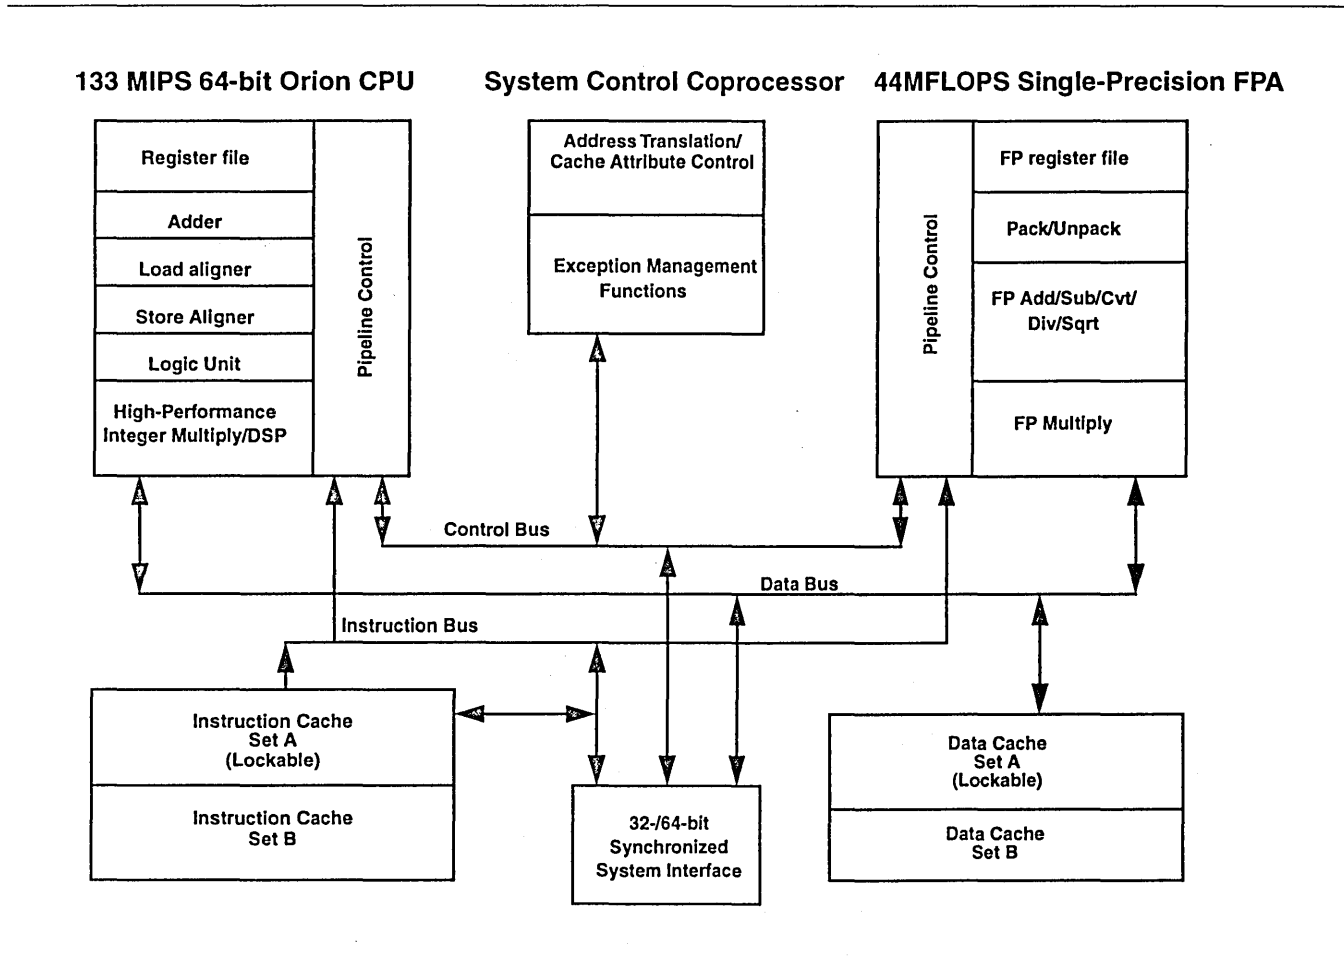 133 MIPS 64-bit Orion CPU
System Control Coprocessor
44MFLOPS Single-Precision FPA
Register file
Adder
Load aligner
Store Aligner
Logic Unit
High-Performance
Integer Multiply/DSP
Pipeline Control
Address Translation/
Cache Attribute Control
Exception Management
Functions
Pipeline Control
FP register file
Pack/Unpack
FP Add/Sub/Cvt/
Div/Sqrt
FP Multiply
Control Bus
Data Bus
Instruction Bus
Instruction Cache
Set A
(Lockable)
Instruction Cache
Set B
32-/64-bit
Synchronized
System Interface
Data Cache
Set A
(Lockable)
Data Cache
Set B